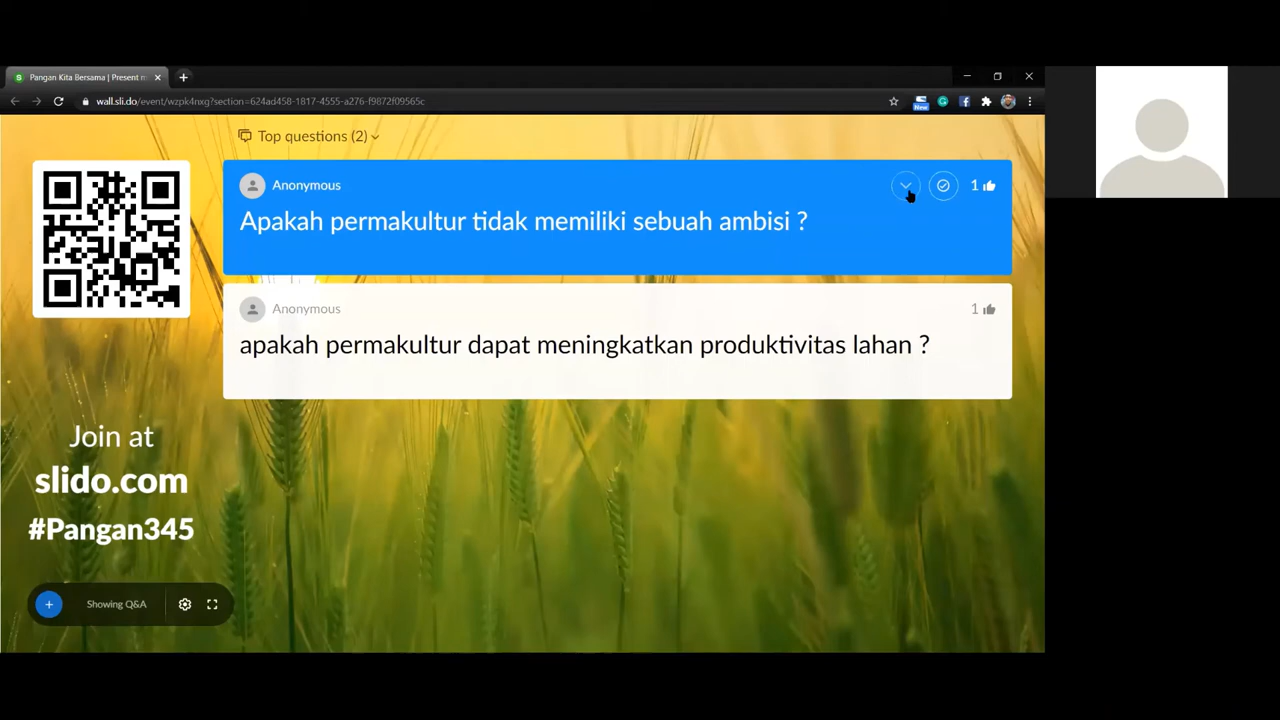 Pangan Kita Bersama | Present m
wall.sli.do/event/wzpk4nxg?section=624ad458-1817-4555-a276-f9872f09565c
New
Top questions (2)
Anonymous
1
Apakah permakultur tidak memiliki sebuah ambisi ?
Anonymous
1
apakah permakultur dapat meningkatkan produktivitas lahan ?
Join at
slido.com
#Pangan345
Showing Q&A